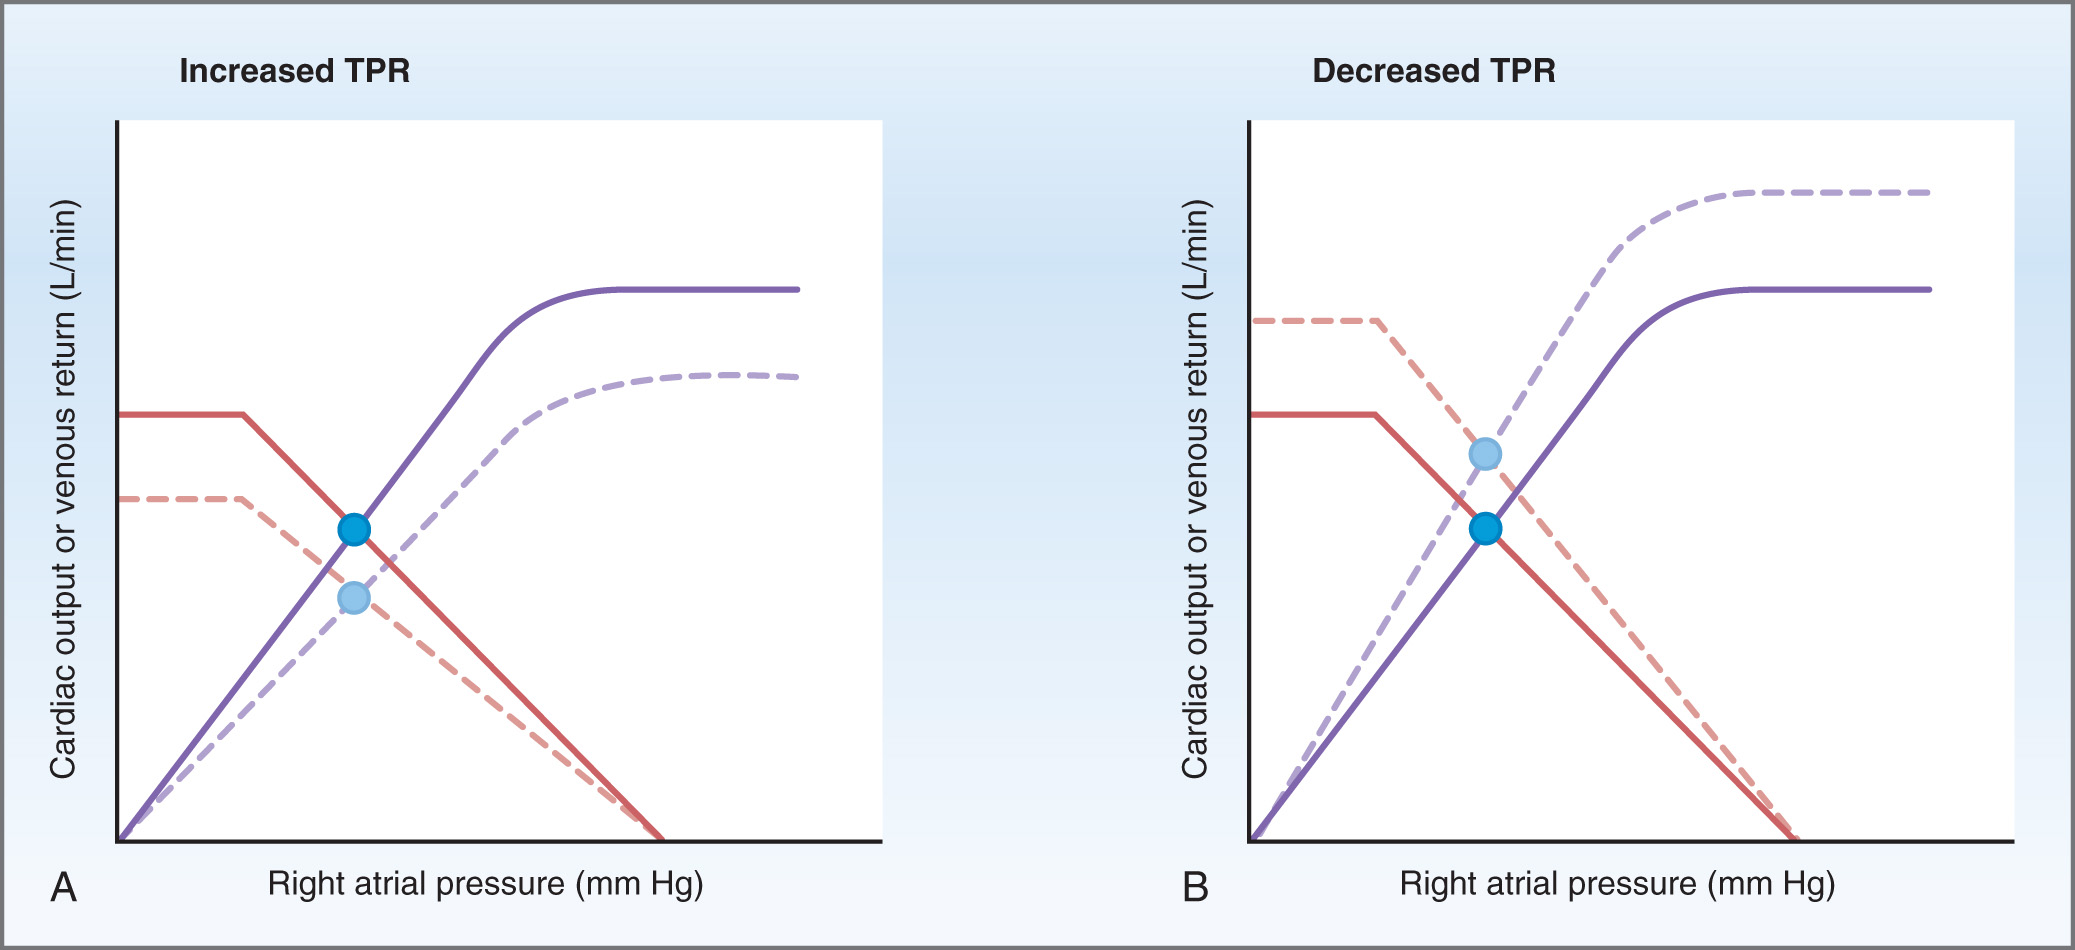 Increased TPR
Cardiac output or venous return (L/min)
Right atrial pressure (mm Hg)
A
Decreased TPR
Cardiac output or venous return (L/min)
Right atrial pressure (mm Hg)
B